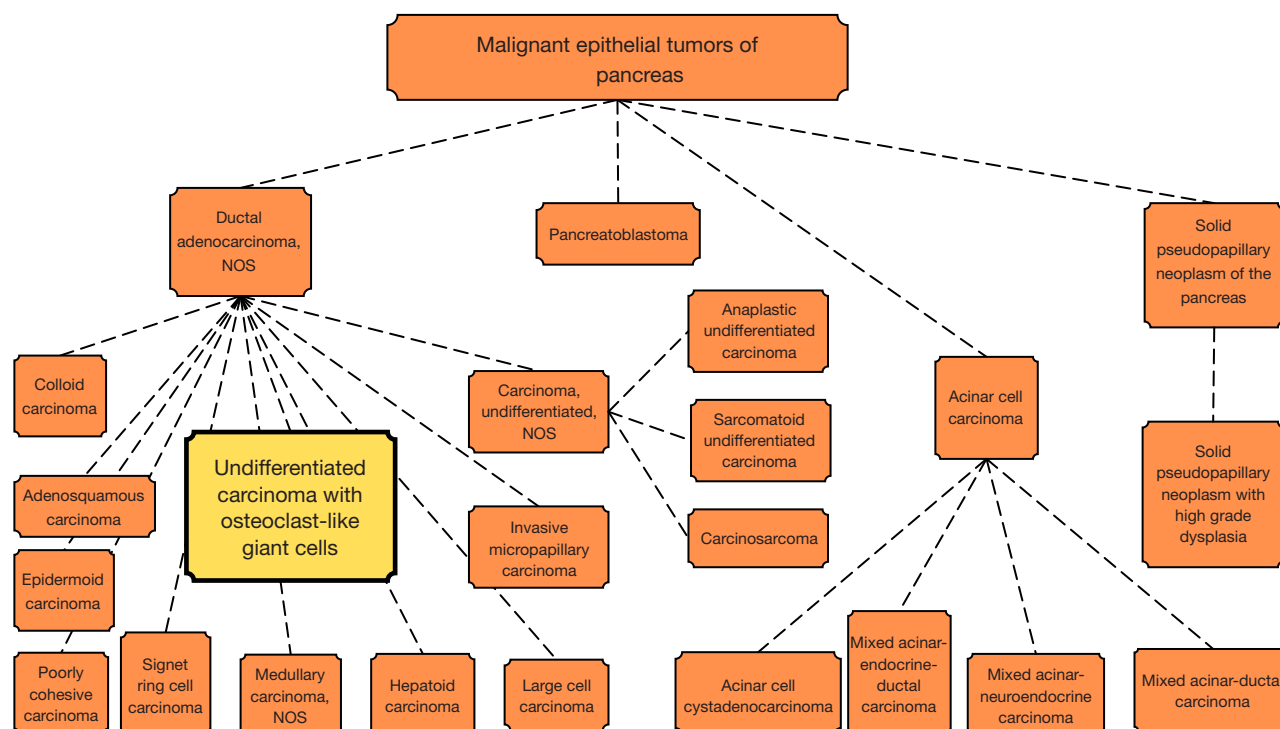 Malignant epithelial tumors of
pancreas
Ductal
adenocarcinoma,
NOS
Pancreatoblastoma
Solid
pseudopapillary
neoplasm of the
pancreas
Anaplastic
undifferentiated
carcinoma
Colloid
carcinoma
Carcinoma,
undifferentiated,
NOS
Acinar cell
carcinoma
Sarcomatoid
undifferentiated
carcinoma
Solid
pseudopapillary
neoplasm with
high grade
dysplasia
Undifferentiated
carcinoma with
osteoclast-like
giant cells
Adenosquamous
carcinoma
Invasive
micropapillary
carcinoma
Carcinosarcoma
Epidermoid
carcinoma
Poorly
cohesive
carcinoma
Signet
ring cell
carcinoma
Medullary
carcinoma,
NOS
Hepatoid
carcinoma
Large cell
carcinoma
Acinar cell
cystadenocarcinoma
Mixed acinar-
endocrine-
ductal
carcinoma
Mixed acinar-
neuroendocrine
carcinoma
Mixed acinar-ductal
carcinoma